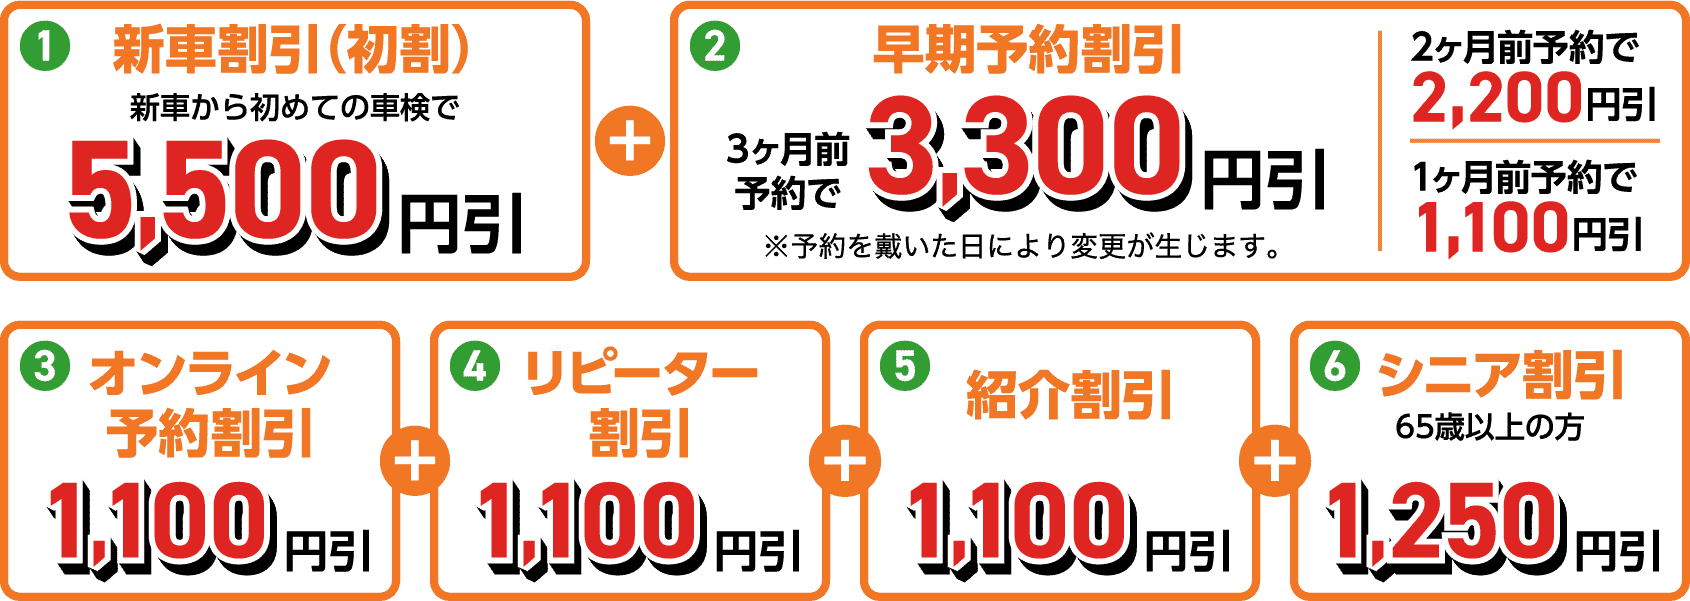 1
新車割引(初割)
新車から初めての車検で
5,500円引
+
2
早期予約割引
3ヶ月前
予約で
3,300円引
※予約を戴いた日により変更が生じます。
2ヶ月前予約で
2,200円引
1ヶ月前予約で
1,100円引
3
オンライン
予約割引
1,100円引
+
4
リピーター
割引
1,100円引
+
5
紹介割引
1,100円引
+
6
シニア割引
65歳以上の方
1,250円引